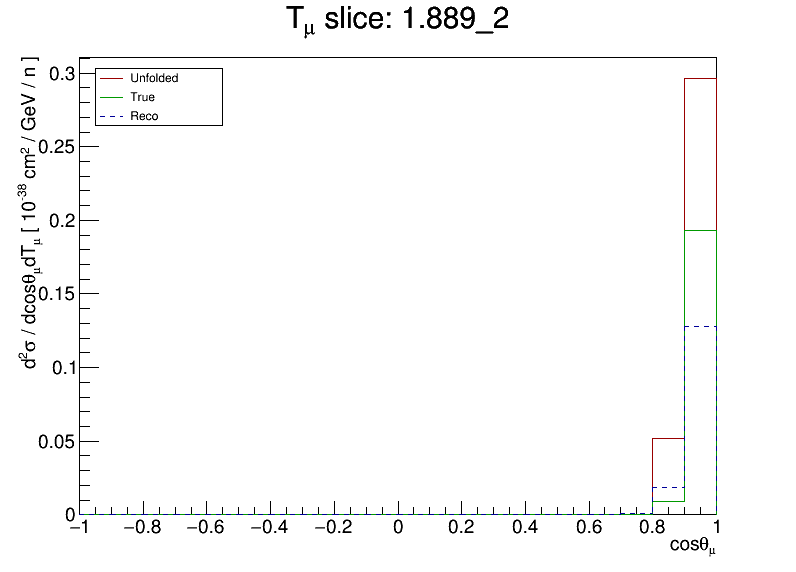 Tμ slice: 1.889_2
d²σ / dcosθμdTμ [ 10⁻³⁸ cm² / GeV / n ]
Unfolded
True
Reco
0.3
0.25
0.2
0.15
0.1
0.05
0
−1 −0.8 −0.6 −0.4 −0.2 0 0.2 0.4 0.6 0.8 1
cosθμ